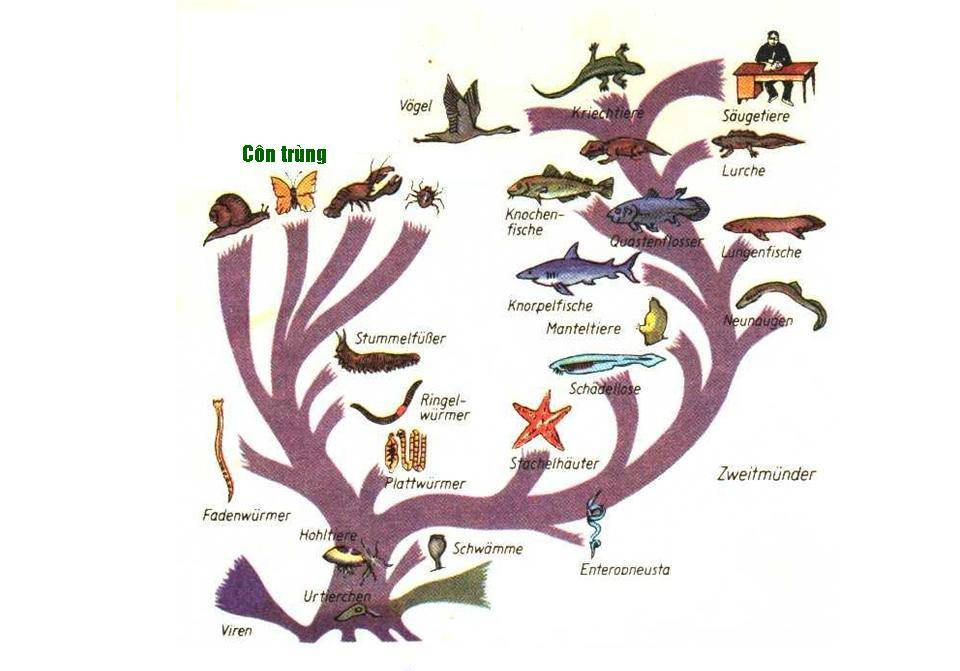 Vögel
Kriechtiere
Säugetiere
Côn trùng
Lurche
Knochen-
fische
Quastenflosser
Lungenfische
Knorpelfische
Manteltiere
Neunaugen
Stummelfüßer
Schädellose
Ringel-
würmer
Stachelhäuter
Zweitmünder
Plattwürmer
Fadenwürmer
Hohltiere
Schwämme
Enteropneusta
Urtierchen
Viren